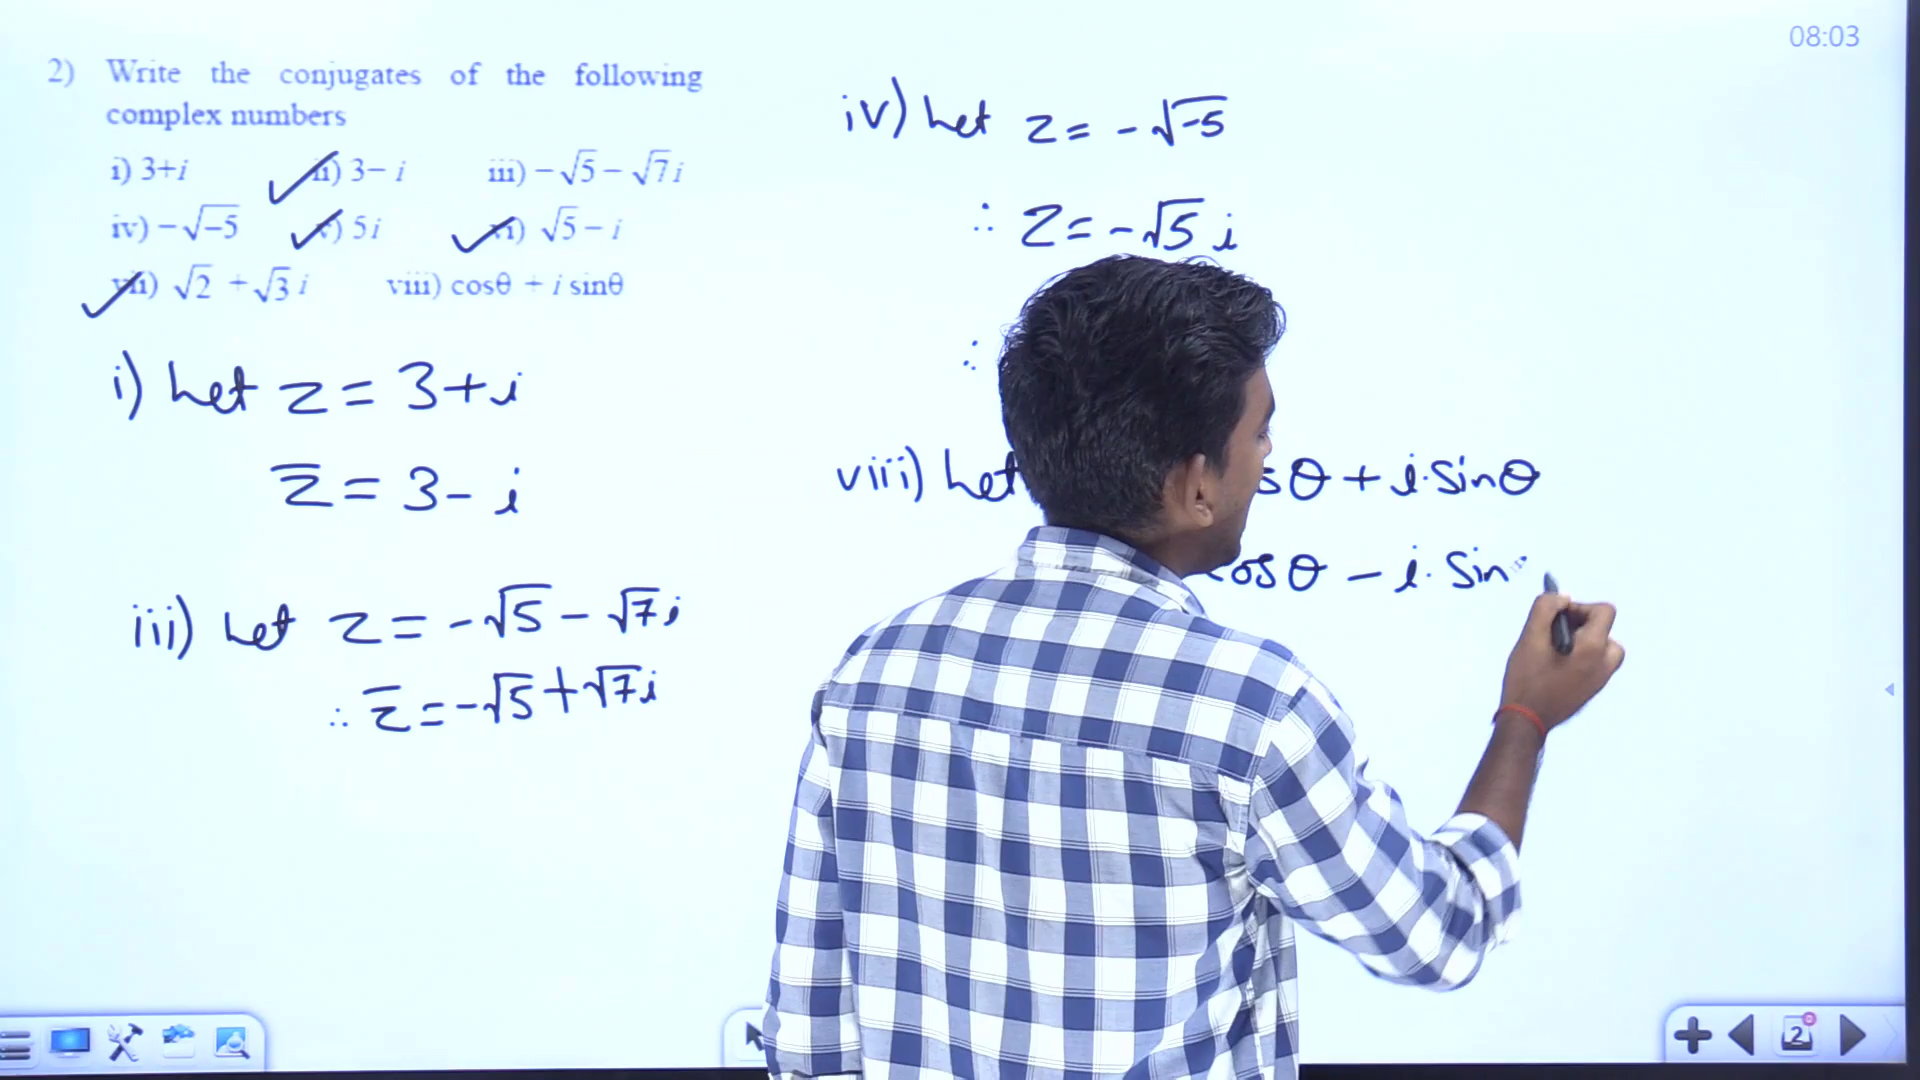 08:03
2) Write the conjugates of the following
complex numbers
i) 3+i ii) 3− i iii) −√5 − √7 i
iv) −√−5 v) 5i vi) √5 − i
vii) √2 + √3 i viii) cosθ + i sinθ
i) Let z = 3+i
z̅ = 3- i
iii) Let z = -√5 - √7i
∴ z̅ = -√5 + √7i
iv) Let z = -√-5
∴ z = -√5 i
∴
viii) Let θ + i·sinθ
cosθ - i· sin
2